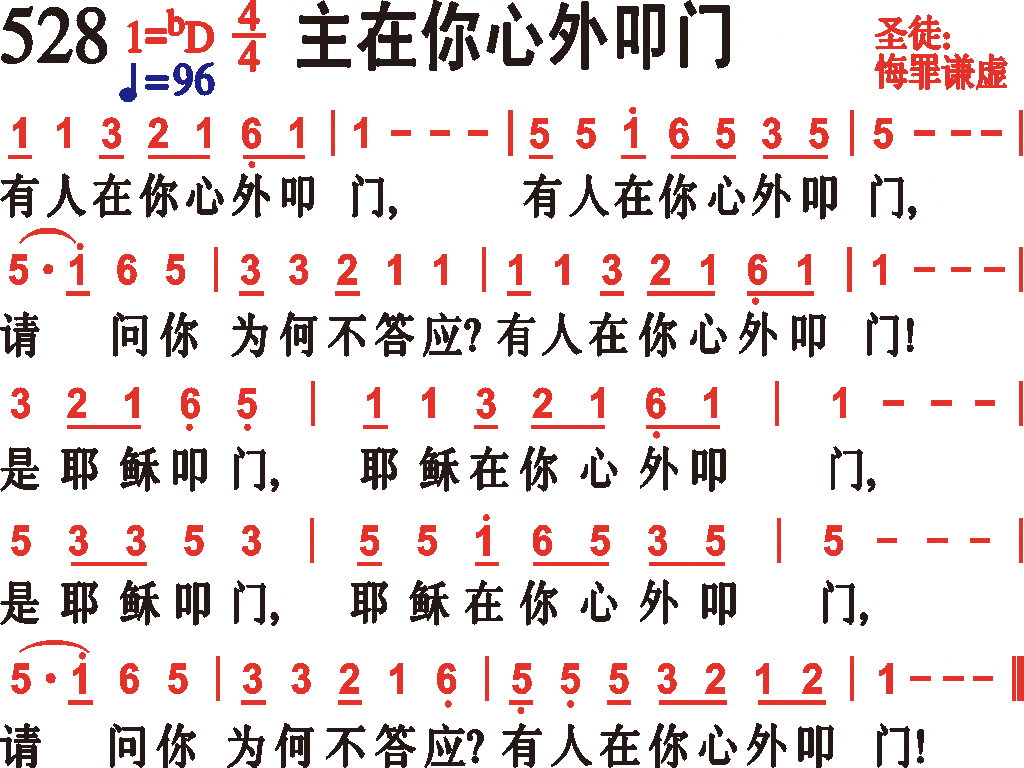 528 1=ᵇD 4/4 主在你心外叩门 圣徒:
♩=96 悔罪谦虚
1 1 3 2 1 6̣ 1 | 1 - - - | 5 5 i̇ 6 5 3 5 | 5 - - - |
有人在你心外叩 门, 有人在你心外叩 门,
5 · i̇ 6 5 | 3 3 2 1 1 | 1 1 3 2 1 6̣ 1 | 1 - - - |
请 问你 为何不答应? 有人在你心外叩 门!
3 2 1 6̣ 5̣ | 1 1 3 2 1 6̣ 1 | 1 - - - |
是耶稣叩门, 耶稣在你心外叩 门,
5 3 3 5 3 | 5 5 i̇ 6 5 3 5 | 5 - - - |
是耶稣叩门, 耶稣在你心外叩 门,
5 · i̇ 6 5 | 3 3 2 1 6̣ | 5̣ 5̣ 5̣ 3 2 1 2 | 1 - - - ‖
请 问你 为何不答应? 有人在你心外叩 门!